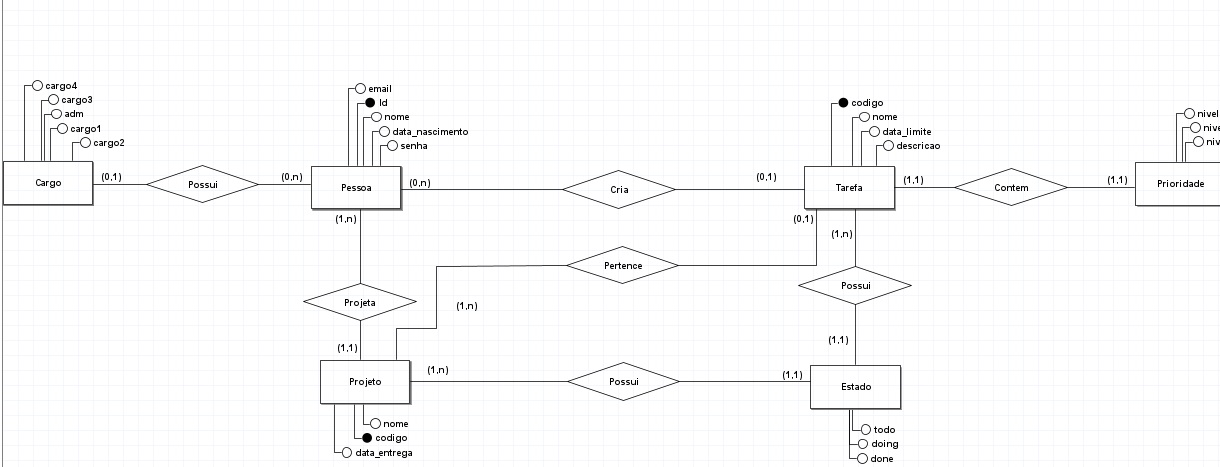 cargo4
cargo3
adm
cargo1
cargo2
Cargo
(0,1)
Possui
(0,n)
email
Id
nome
data_nascimento
senha
Pessoa
(0,n)
Cria
(0,1)
codigo
nome
data_limite
descricao
Tarefa
(1,1)
Contem
(1,1)
nivel
nive
niv
Prioridade
(1,n)
Projeta
(1,1)
(0,1)
Pertence
(1,n)
(1,n)
Possui
(1,1)
Projeto
(1,n)
Possui
(1,1)
Estado
nome
codigo
data_entrega
todo
doing
done